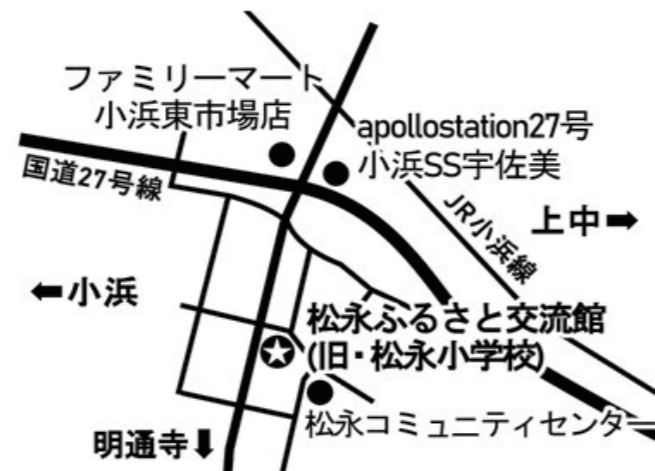 ファミリーマート
小浜東市場店
apollostation27号
小浜SS宇佐美
国道27号線
JR小浜線
上中➡
⬅小浜
松永ふるさと交流館
(旧・松永小学校)
松永コミュニティセンター
明通寺⬇